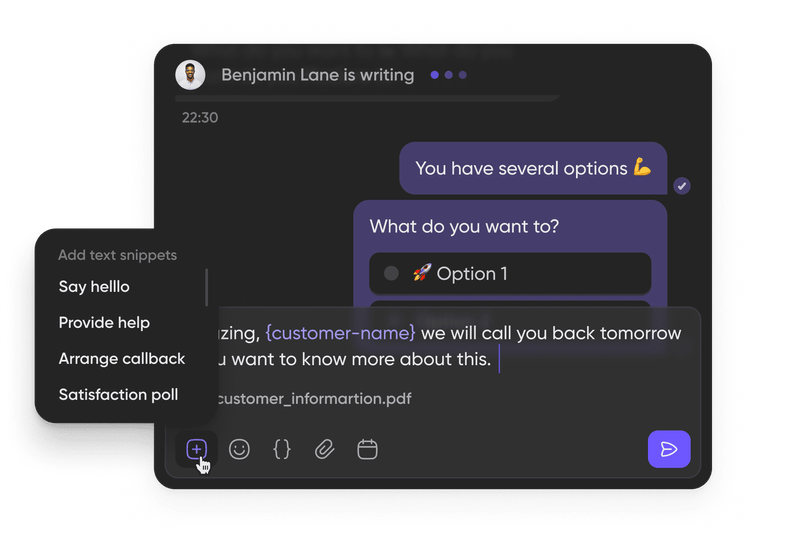 Benjamin Lane is writing
22:30
You have several options 💪
What do you want to?
🚀 Option 1
Add text snippets
Say helllo
Provide help
Arrange callback
Satisfaction poll
zing, {customer-name} we will call you back tomorrow
u want to know more about this.
customer_informartion.pdf